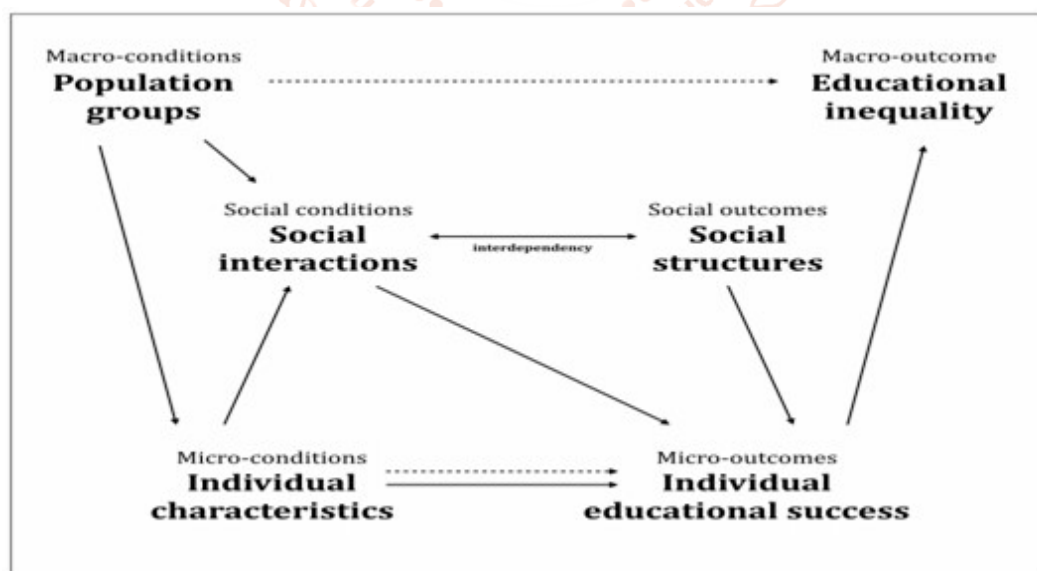 Macro-conditions
Population
groups
Macro-outcome
Educational
inequality
Social conditions
Social
interactions
interdependency
Social outcomes
Social
structures
Micro-conditions
Individual
characteristics
Micro-outcomes
Individual
educational success